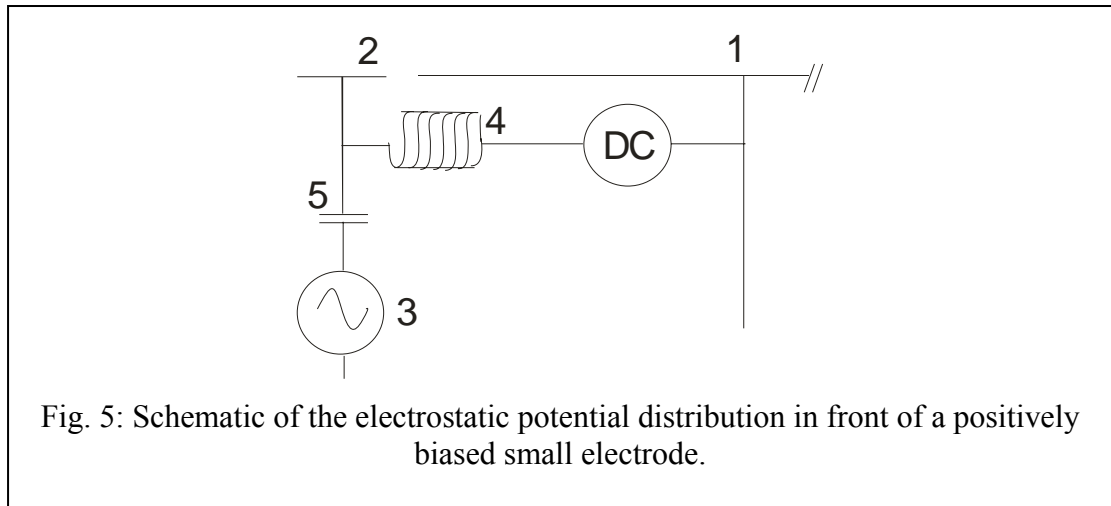 2
1
4
DC
5
3
Fig. 5: Schematic of the electrostatic potential distribution in front of a positively
biased small electrode.